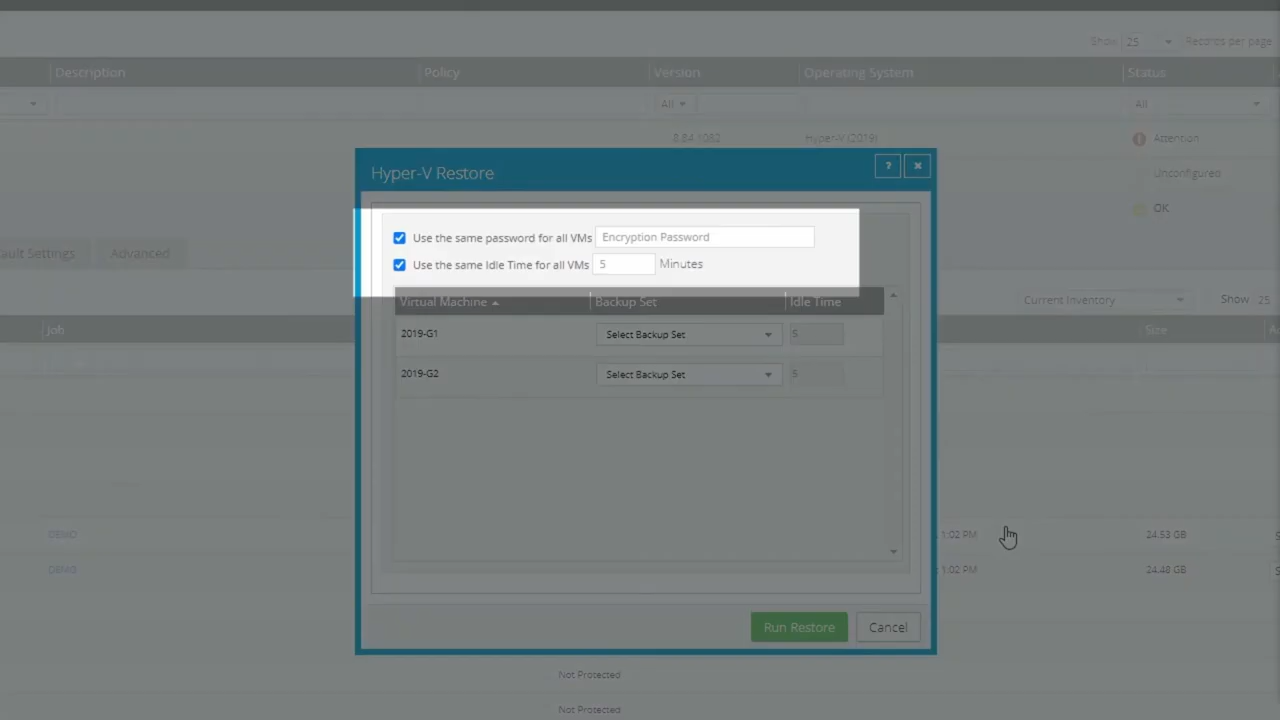 Show 25 Records per page
Description Policy Version Operating System Status
All All
8.84.1082 Hyper-V (2019) Attention
Unconfigured
OK
ault Settings Advanced
Current Inventory Show 25
Job Size
DEMO 1:02 PM 24.53 GB
DEMO 1:02 PM 24.48 GB
Not Protected
Not Protected
Hyper-V Restore ? ×
Use the same password for all VMs Encryption Password
Use the same Idle Time for all VMs 5 Minutes
Virtual Machine Backup Set Idle Time
2019-G1 Select Backup Set 5
2019-G2 Select Backup Set 5
Run Restore Cancel